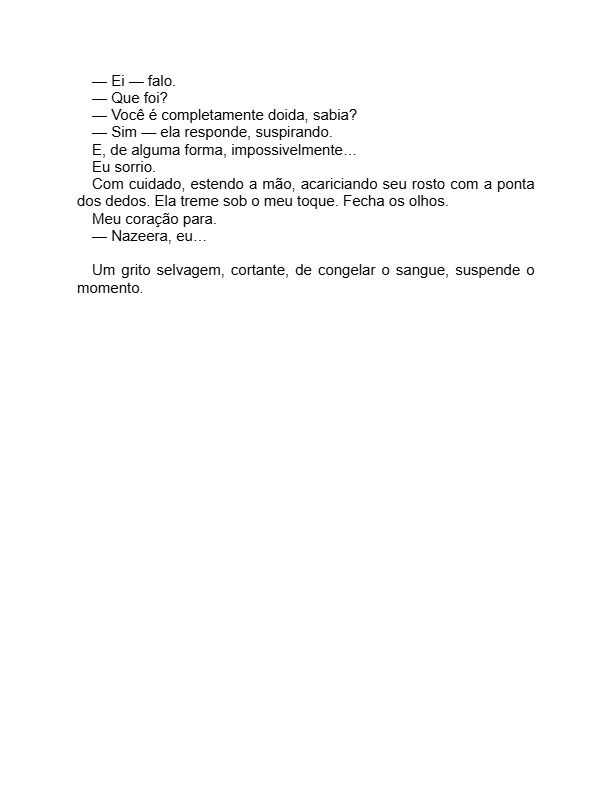 — Ei — falo.
— Que foi?
— Você é completamente doida, sabia?
— Sim — ela responde, suspirando.
E, de alguma forma, impossivelmente…
Eu sorrio.
Com cuidado, estendo a mão, acariciando seu rosto com a ponta
dos dedos. Ela treme sob o meu toque. Fecha os olhos.
Meu coração para.
— Nazeera, eu…
Um grito selvagem, cortante, de congelar o sangue, suspende o
momento.